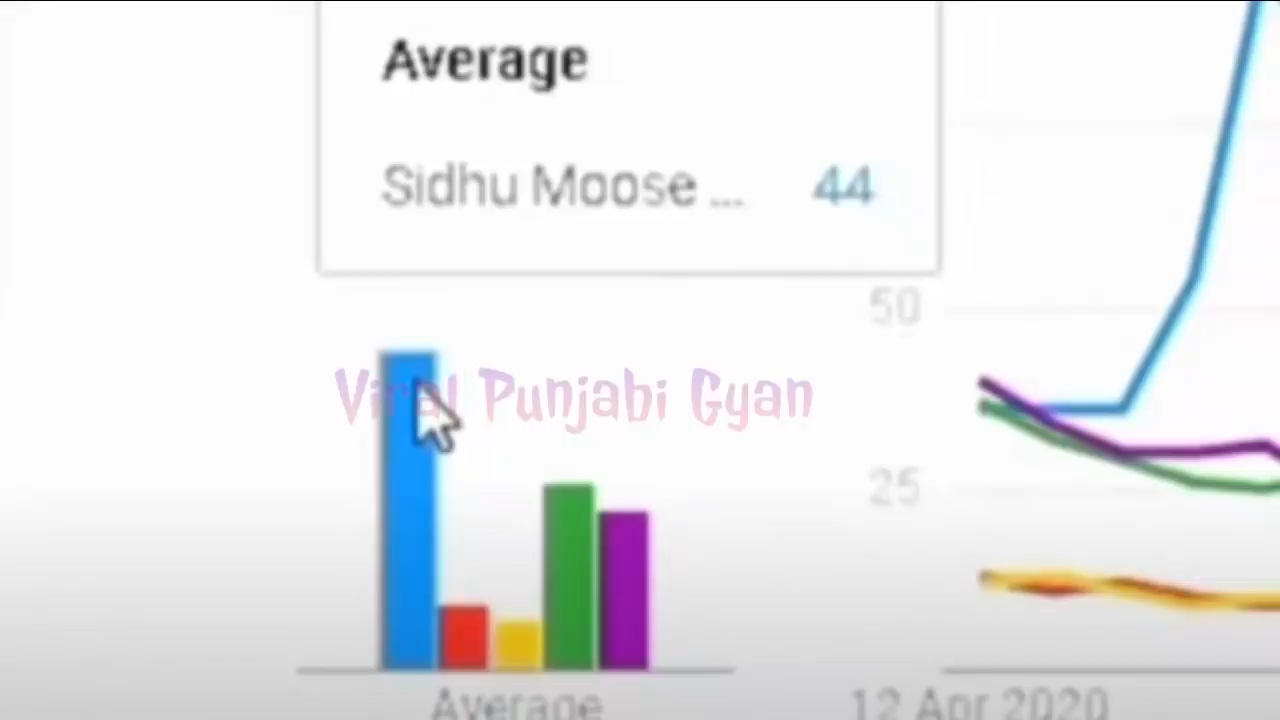 Average
Sidhu Moose ... 44
50
Viral Punjabi Gyan
25
Average
12 Apr 2020